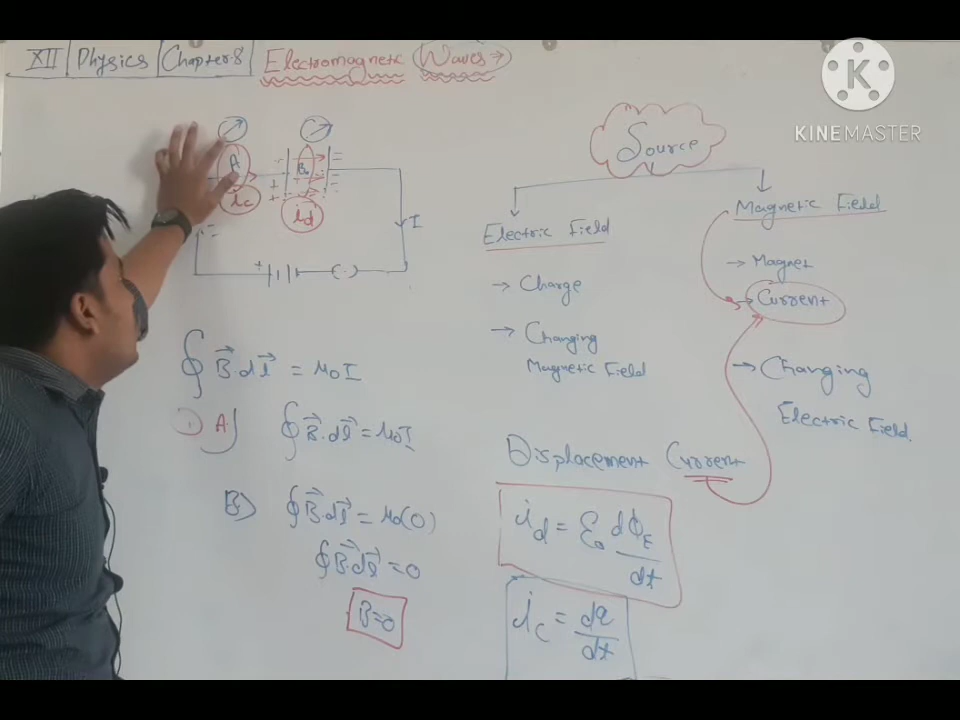 XII | Physics | Chapter-8 | Electromagnetic Waves →
K
KINEMASTER
Source
Electric Field
→ Charge
→ Changing
Magnetic Field
Magnetic Field
→ Magnet
→ Current
→ Changing
Electric Field.
A
B
ic
id
I
+
∮ B⃗.dl⃗ = μ₀I
1) A) ∮ B⃗.dl⃗ = μ₀I
B) ∮ B⃗.dl⃗ = μ₀(0)
∮ B⃗.dl⃗ = 0
B=0
Displacement Current
id = ε₀ dϕE/dt
ic = dq/dt